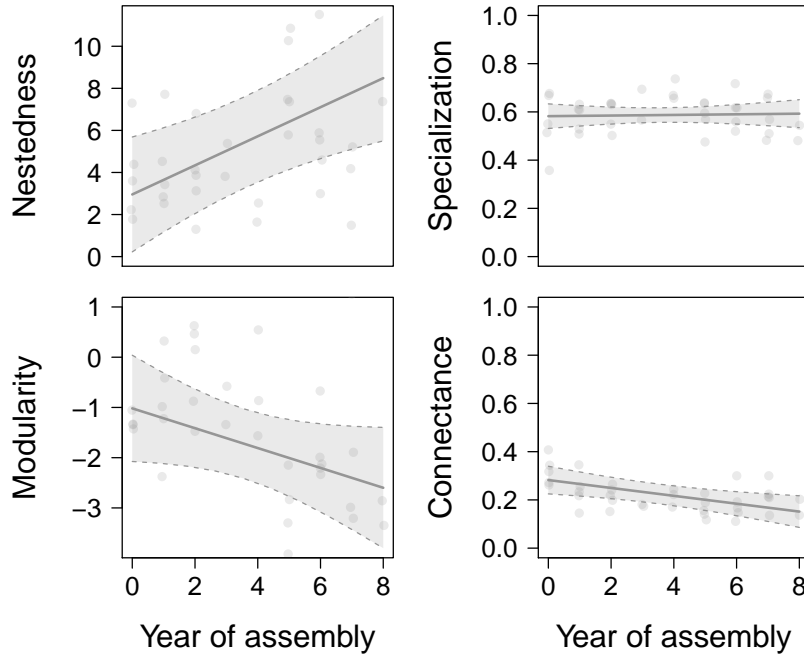 Nestedness
10
8
6
4
2
0
Specialization
1.0
0.8
0.6
0.4
0.2
0.0
Modularity
1
0
−1
−2
−3
0 2 4 6 8
Year of assembly
Connectance
1.0
0.8
0.6
0.4
0.2
0.0
0 2 4 6 8
Year of assembly